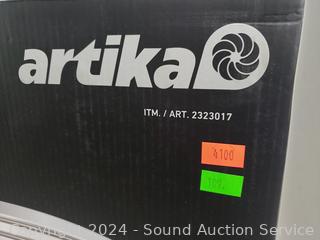 artika
ITM. / ART. 2323017
4100
Copyright 2024 - Sound Auction Service